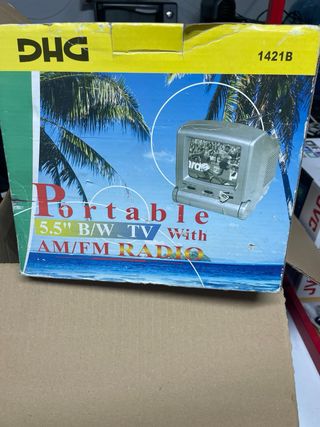 DHG
1421B
Portable
5.5" B/W TV With
AM/FM RADIO